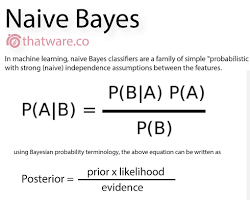 Naive Bayes
thatware.co
In machine learning, naive Bayes classifiers are a family of simple "probabilistic
with strong (naive) independence assumptions between the features.
P(A|B) = P(B|A) P(A)
P(B)
using Bayesian probability terminology, the above equation can be written as
Posterior = prior x likelihood
evidence